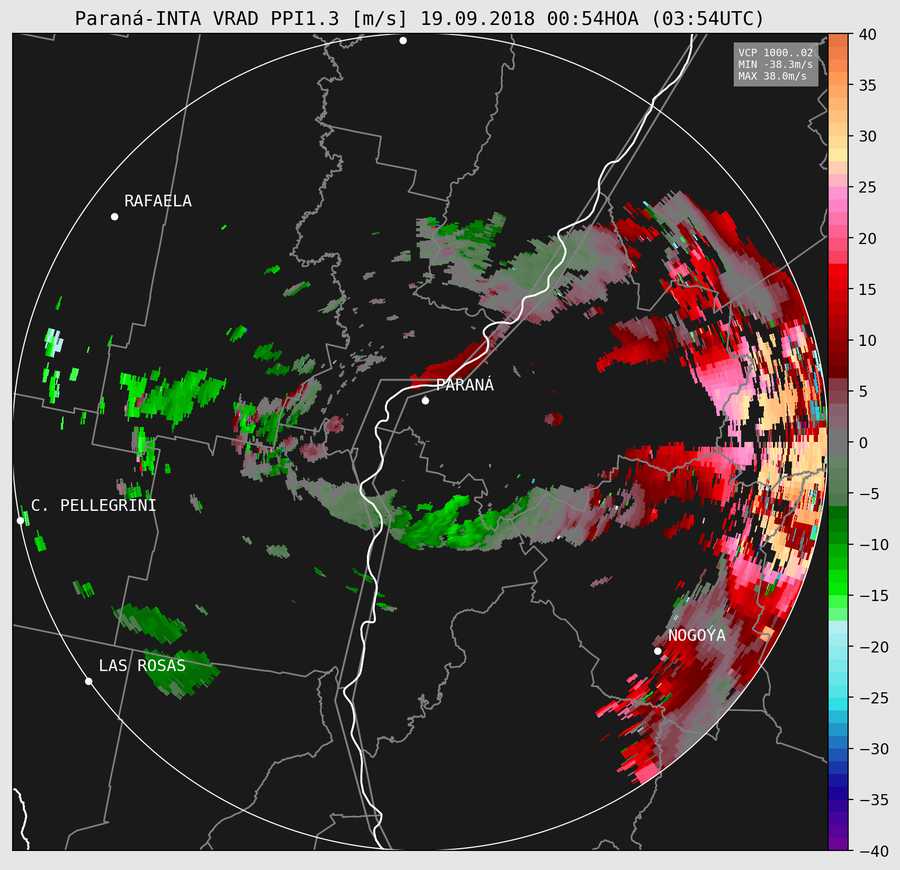 Paraná-INTA VRAD PPI1.3 [m/s] 19.09.2018 00:54HOA (03:54UTC)
VCP 1000..02
MIN -38.3m/s
MAX 38.0m/s
RAFAELA
PARANÁ
C. PELLEGRINI
NOGOYÁ
LAS ROSAS
40
35
30
25
20
15
10
5
0
−5
−10
−15
−20
−25
−30
−35
−40